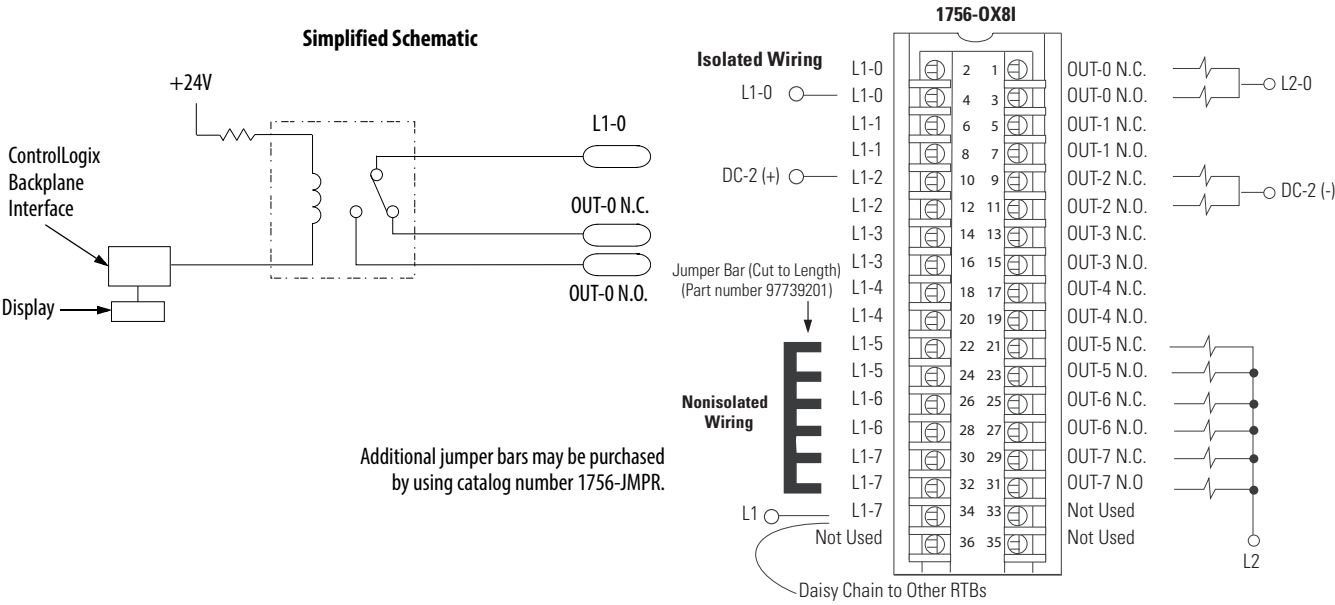 1756-OX8I
Simplified Schematic
+24V
L1-0
ControlLogix
Backplane
Interface
OUT-0 N.C.
OUT-0 N.O.
Display
Additional jumper bars may be purchased
by using catalog number 1756-JMPR.
Isolated Wiring
L1-0 2 1 OUT-0 N.C.
L1-0 L1-0 4 3 OUT-0 N.O. L2-0
L1-1 6 5 OUT-1 N.C.
L1-1 8 7 OUT-1 N.O.
DC-2 (+) L1-2 10 9 OUT-2 N.C. DC-2 (-)
L1-2 12 11 OUT-2 N.O.
L1-3 14 13 OUT-3 N.C.
L1-3 16 15 OUT-3 N.O.
Jumper Bar (Cut to Length)
(Part number 97739201)
L1-4 18 17 OUT-4 N.C.
L1-4 20 19 OUT-4 N.O.
L1-5 22 21 OUT-5 N.C.
L1-5 24 23 OUT-5 N.O.
Nonisolated
Wiring
L1-6 26 25 OUT-6 N.C.
L1-6 28 27 OUT-6 N.O.
L1-7 30 29 OUT-7 N.C.
L1-7 32 31 OUT-7 N.O
L1 L1-7 34 33 Not Used
Not Used 36 35 Not Used
L2
Daisy Chain to Other RTBs